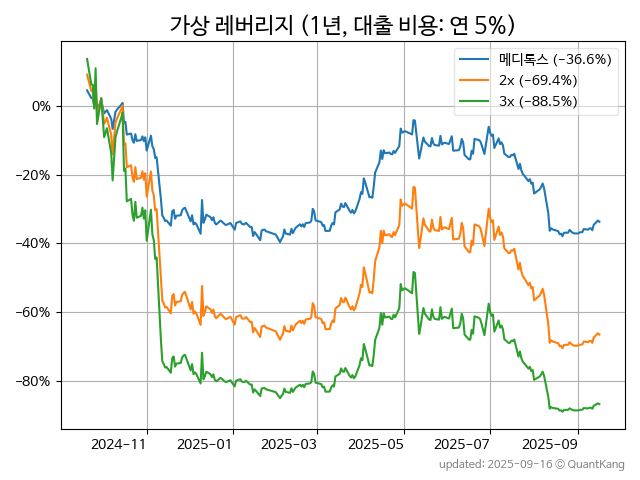 가상 레버리지 (1년, 대출 비용: 연 5%)
메디톡스 (−36.6%)
2x (−69.4%)
3x (−88.5%)
0%
−20%
−40%
−60%
−80%
2024−11 2025−01 2025−03 2025−05 2025−07 2025−09
updated: 2025-09-16 © QuantKang